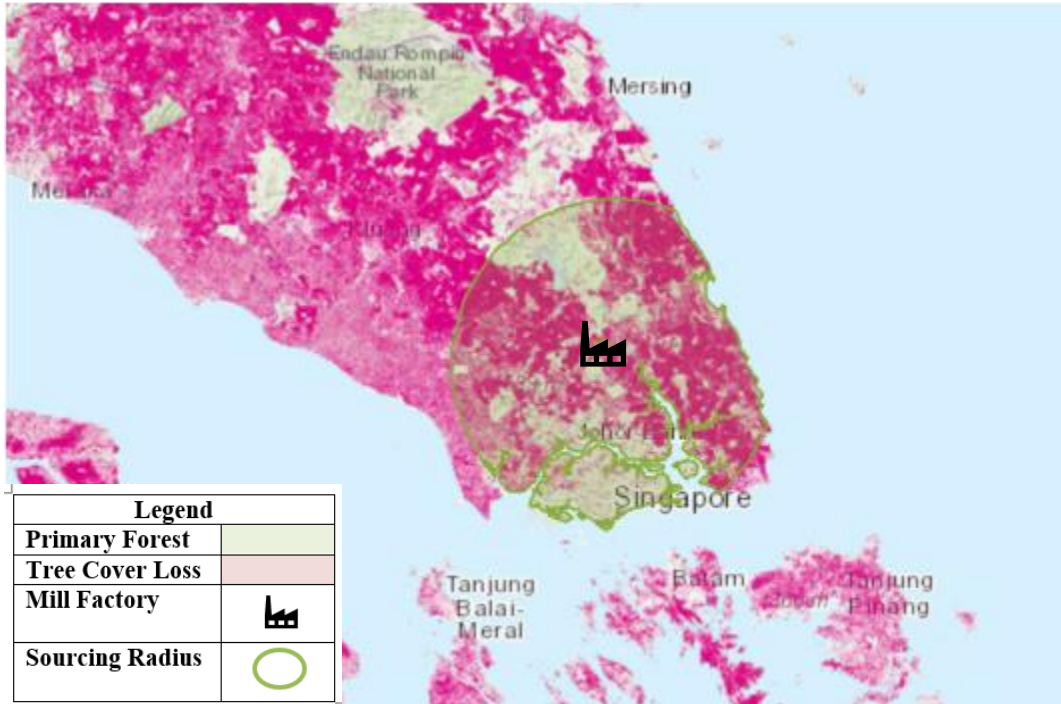 Endau Rompin
National
Park
Mersing
Melaka
Kluang
Johor Bahru
Singapore
Tanjung
Balai-
Meral
Batam
Tanjung
Pinang
Legend
Primary Forest
Tree Cover Loss
Mill Factory
Sourcing Radius